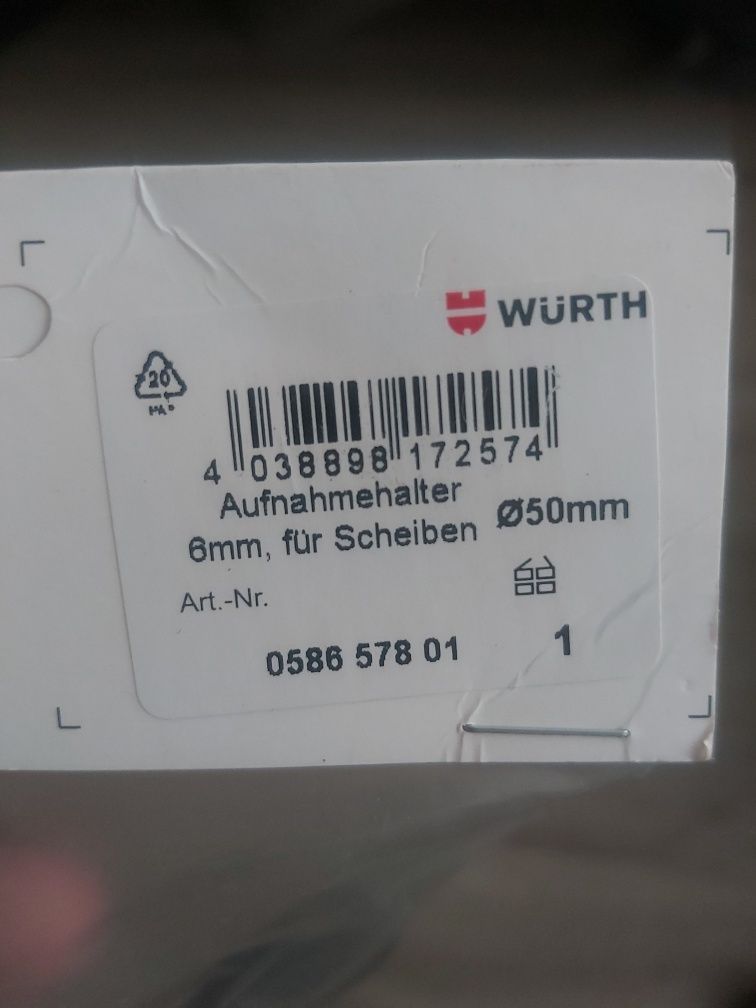 WÜRTH
20
PAP
4 038898 172574
Aufnahmehalter
6mm, für Scheiben Ø50mm
Art.-Nr.
0586 578 01
1